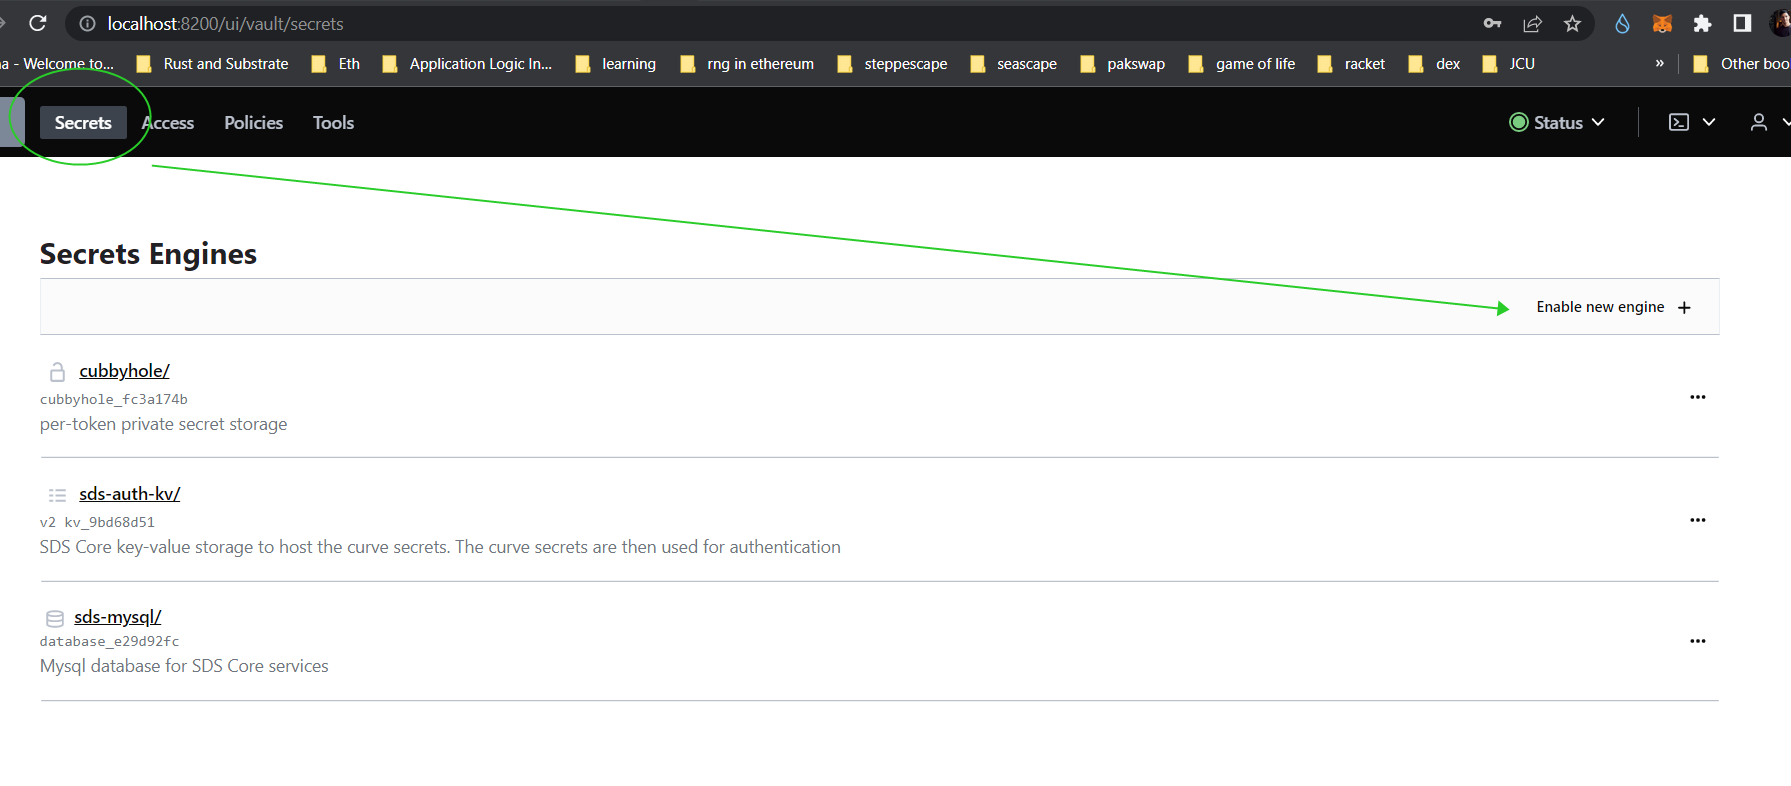 localhost:8200/ui/vault/secrets
a - Welcome to... Rust and Substrate Eth Application Logic In... learning rng in ethereum steppescape seascape pakswap game of life racket dex JCU » Other boo
Secrets Access Policies Tools Status
Secrets Engines
Enable new engine +
cubbyhole/
cubbyhole_fc3a174b
per-token private secret storage
sds-auth-kv/
v2 kv_9bd68d51
SDS Core key-value storage to host the curve secrets. The curve secrets are then used for authentication
sds-mysql/
database_e29d92fc
Mysql database for SDS Core services